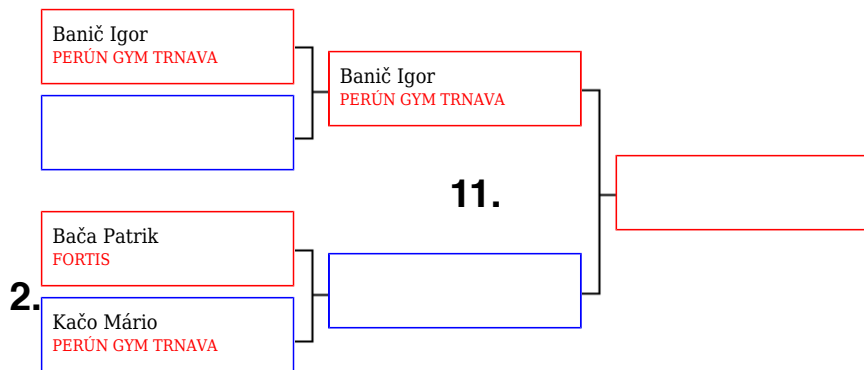 Banič Igor
PERÚN GYM TRNAVA
Banič Igor
PERÚN GYM TRNAVA
11.
Bača Patrik
FORTIS
2.
Kačo Mário
PERÚN GYM TRNAVA